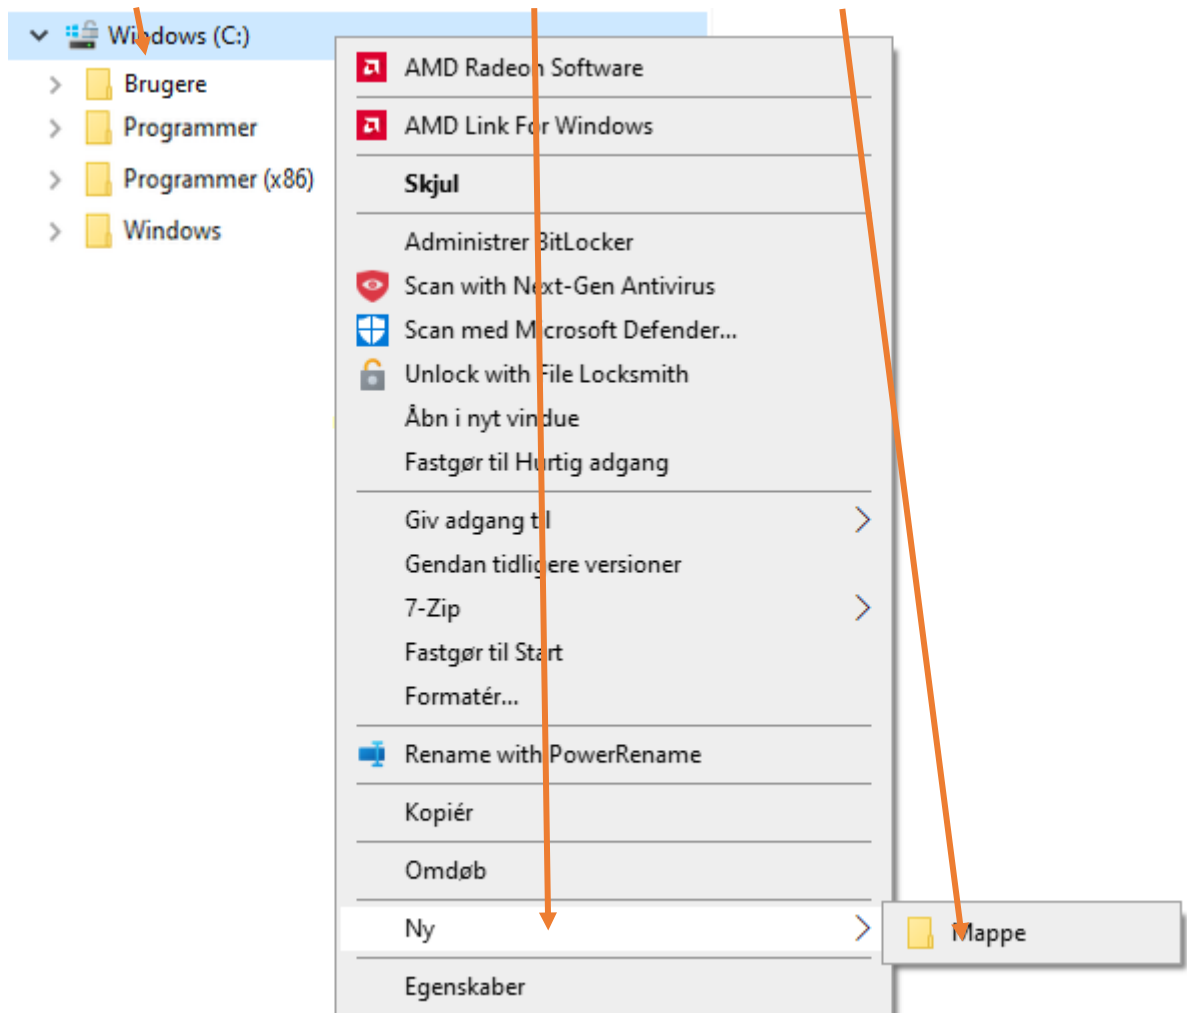 Windows (C:)
Brugere
Programmer
Programmer (x86)
Windows
AMD Radeon Software
AMD Link For Windows
Skjul
Administrer BitLocker
Scan with Next-Gen Antivirus
Scan med Microsoft Defender...
Unlock with File Locksmith
Åbn i nyt vindue
Fastgør til Hurtig adgang
Giv adgang til
Gendan tidligere versioner
7-Zip
Fastgør til Start
Formatér...
Rename with PowerRename
Kopiér
Omdøb
Ny
Mappe
Egenskaber